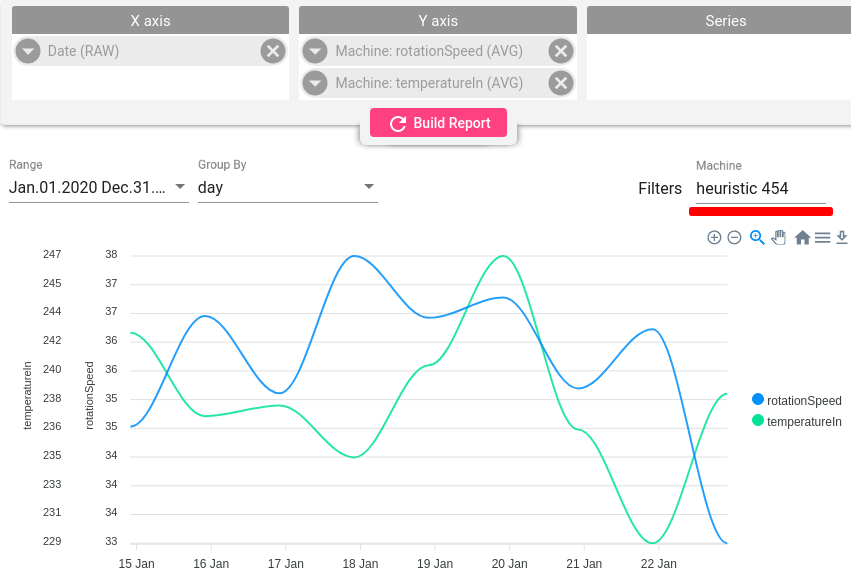 X axis
Y axis
Series
Date (RAW)
Machine: rotationSpeed (AVG)
Machine: temperatureIn (AVG)
Build Report
Range
Group By
Machine
Jan.01.2020 Dec.31....
day
Filters
heuristic 454
247 38
245 37
244 37
242 36
240 36
238 35
236 35
235 34
233 34
231 34
229 33
temperatureIn
rotationSpeed
rotationSpeed
temperatureIn
15 Jan 16 Jan 17 Jan 18 Jan 19 Jan 20 Jan 21 Jan 22 Jan